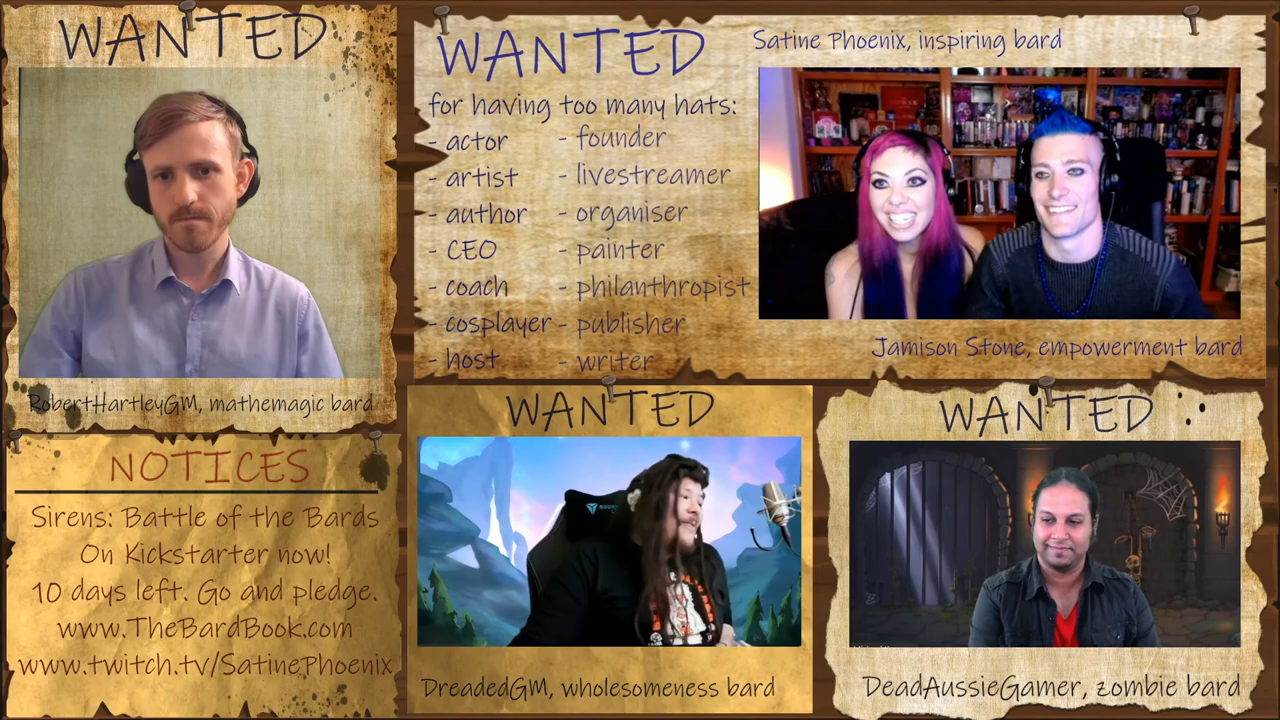 WANTED
RobertHartleyGM, mathemagic bard
NOTICES
Sirens: Battle of the Bards
On Kickstarter now!
10 days left. Go and pledge.
www.TheBardBook.com
www.twitch.tv/SatinePhoenix
WANTED
for having too many hats:
- actor
- artist
- author
- CEO
- coach
- cosplayer
- host
- founder
- livestreamer
- organiser
- painter
- philanthropist
- publisher
- writer
Satine Phoenix, inspiring bard
Jamison Stone, empowerment bard
WANTED
DreadedGM, wholesomeness bard
WANTED
DeadAussieGamer, zombie bard